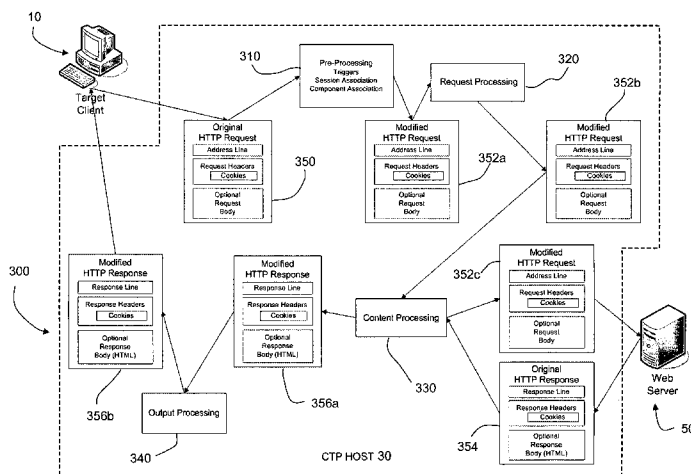 10
Target
Client
310
Pre-Processing
Triggers
Session Association
Component Association
Request Processing
320
352b
Original
HTTP Request
Address Line
Request Headers
Cookies
Optional
Request
Body
350
Modified
HTTP Request
Address Line
Request Headers
Cookies
Optional
Request
Body
352a
Modified
HTTP Request
Address Line
Request Headers
Cookies
Optional
Request
Body
300
Modified
HTTP Response
Response Line
Response Headers
Cookies
Optional
Response
Body (HTML)
356b
Output Processing
340
Modified
HTTP Response
Response Line
Response Headers
Cookies
Optional
Response
Body (HTML)
356a
Content Processing
330
352c
Modified
HTTP Request
Address Line
Request Headers
Cookies
Optional
Request
Body
Original
HTTP Response
Response Line
Response Headers
Cookies
Optional
Response
Body (HTML)
354
Web
Server
50
CTP HOST 30